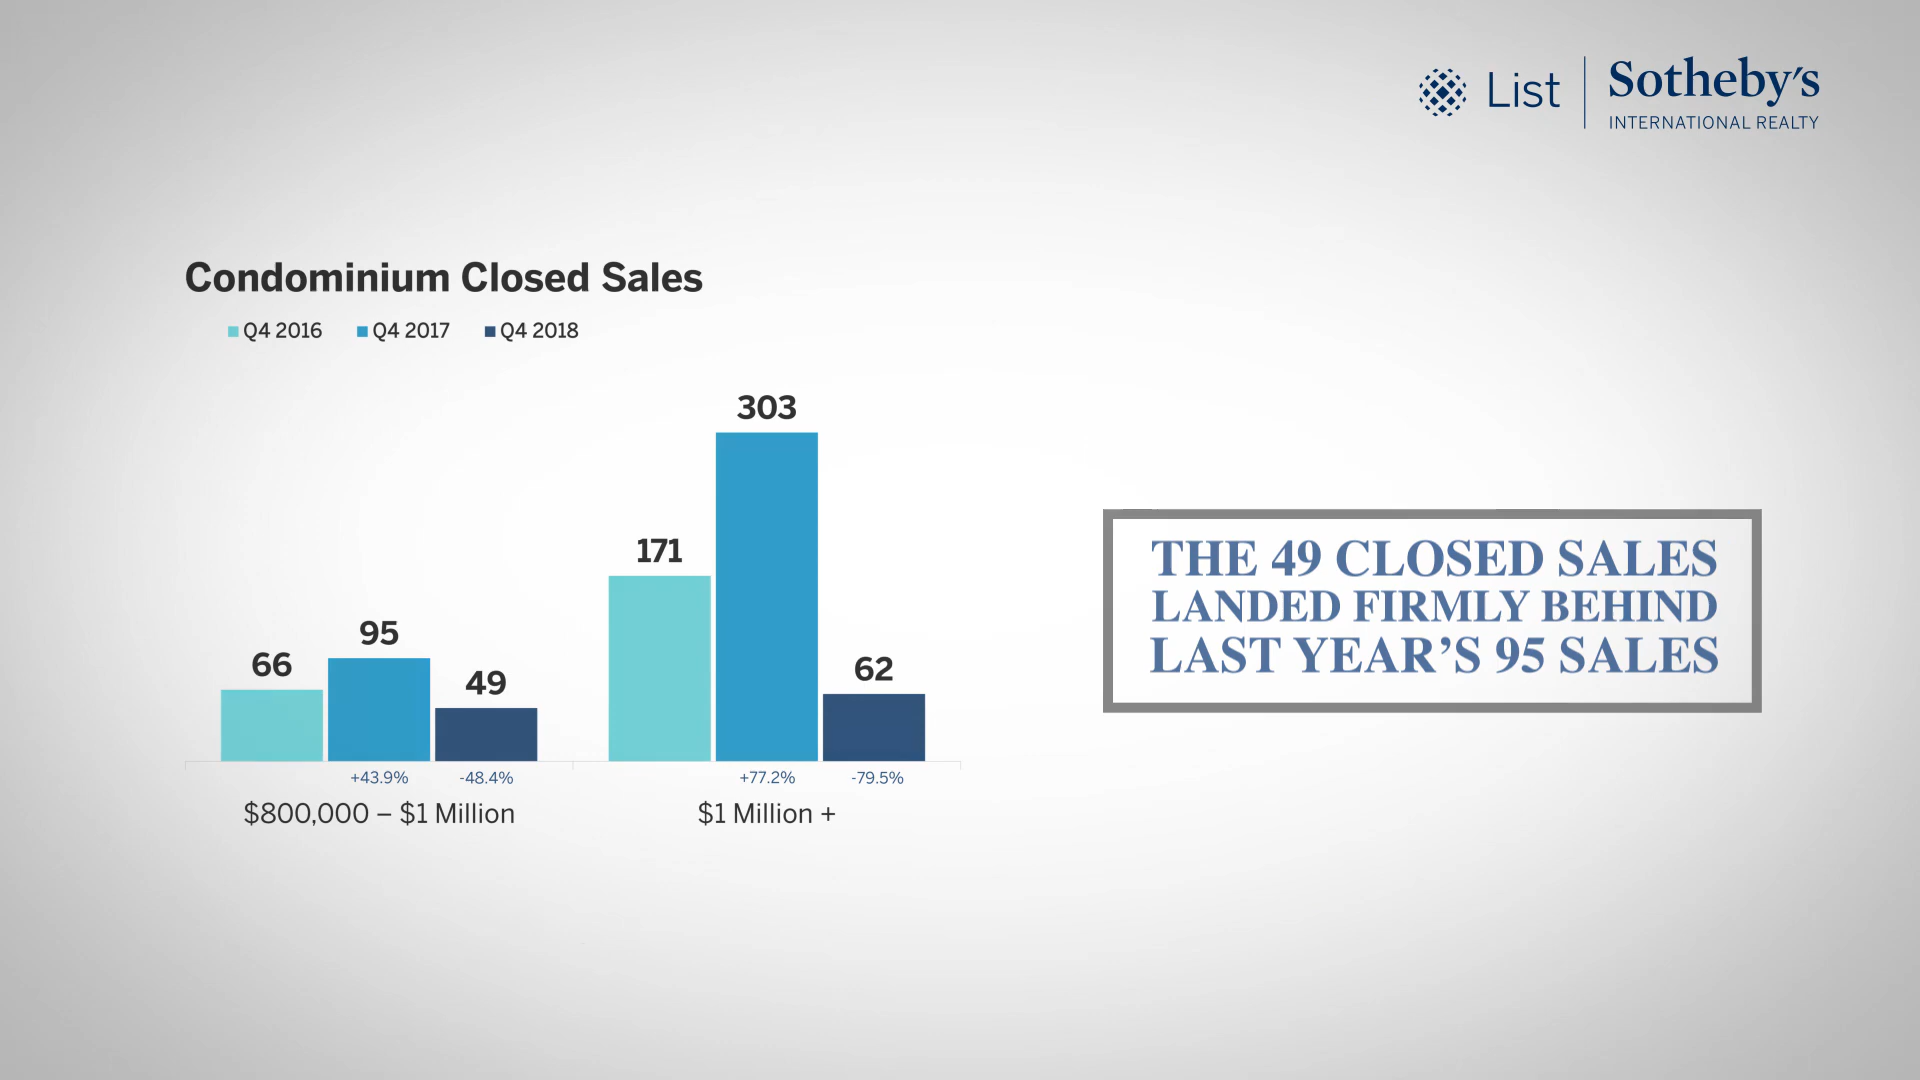 List
Sotheby's
INTERNATIONAL REALTY
Condominium Closed Sales
Q4 2016 Q4 2017 Q4 2018
303
171
95
66
49
62
+43.9% -48.4% +77.2% -79.5%
$800,000 – $1 Million $1 Million +
THE 49 CLOSED SALES
LANDED FIRMLY BEHIND
LAST YEAR’S 95 SALES